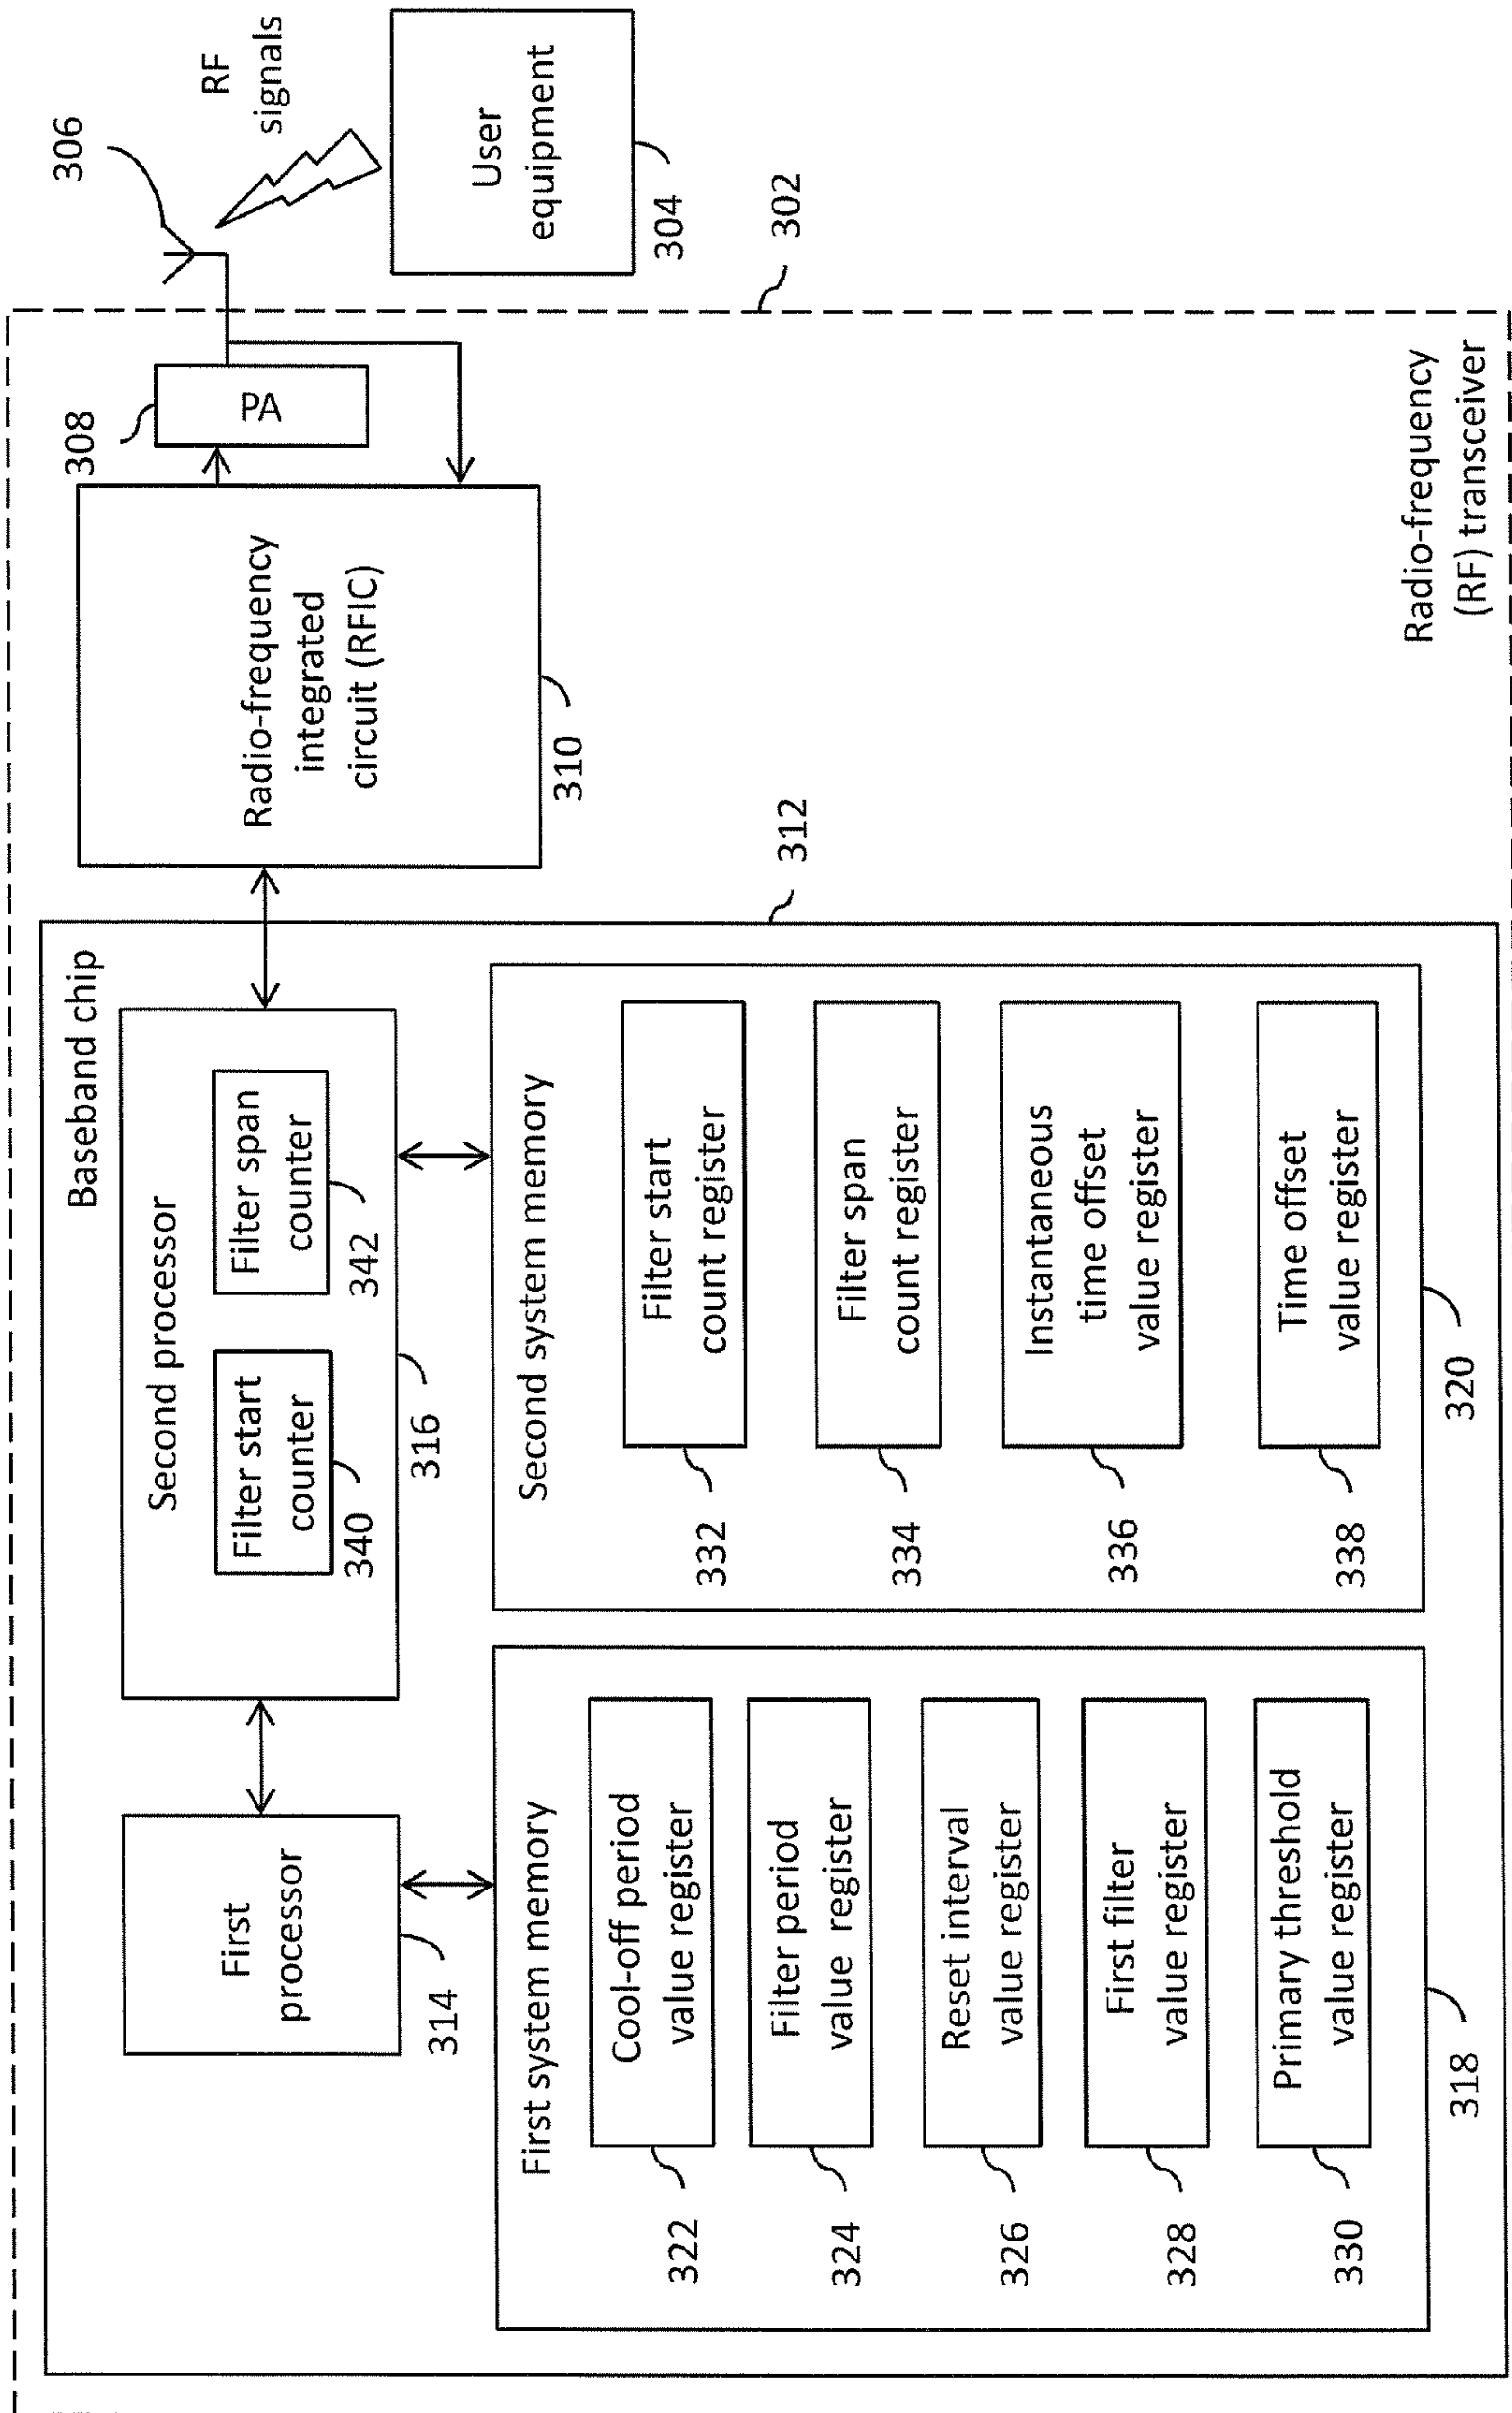 Baseband chip
First
processor
314
Second processor
Filter start
counter
340
Filter span
counter
342
316
First system memory
Cool-off period
value register
322
Filter period
value register
324
Reset interval
value register
326
First filter
value register
328
Primary threshold
value register
330
318
Second system memory
Filter start
count register
332
Filter span
count register
334
Instantaneous
time offset
value register
336
Time offset
value register
338
320
312
Radio-frequency
integrated
circuit (RFIC)
310
308
PA
306
RF
signals
User
equipment
304
302
Radio-frequency
(RF) transceiver